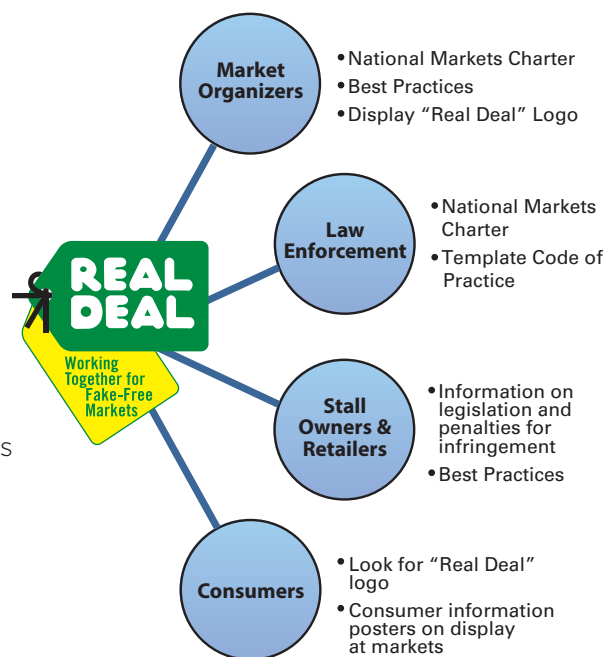 Market
Organizers
• National Markets Charter
• Best Practices
• Display “Real Deal” Logo
Law
Enforcement
• National Markets
Charter
• Template Code of
Practice
REAL
DEAL
Working
Together for
Fake-Free
Markets
Stall
Owners &
Retailers
• Information on
legislation and
penalties for
infringement
• Best Practices
S
Consumers
• Look for “Real Deal”
logo
• Consumer information
posters on display
at markets